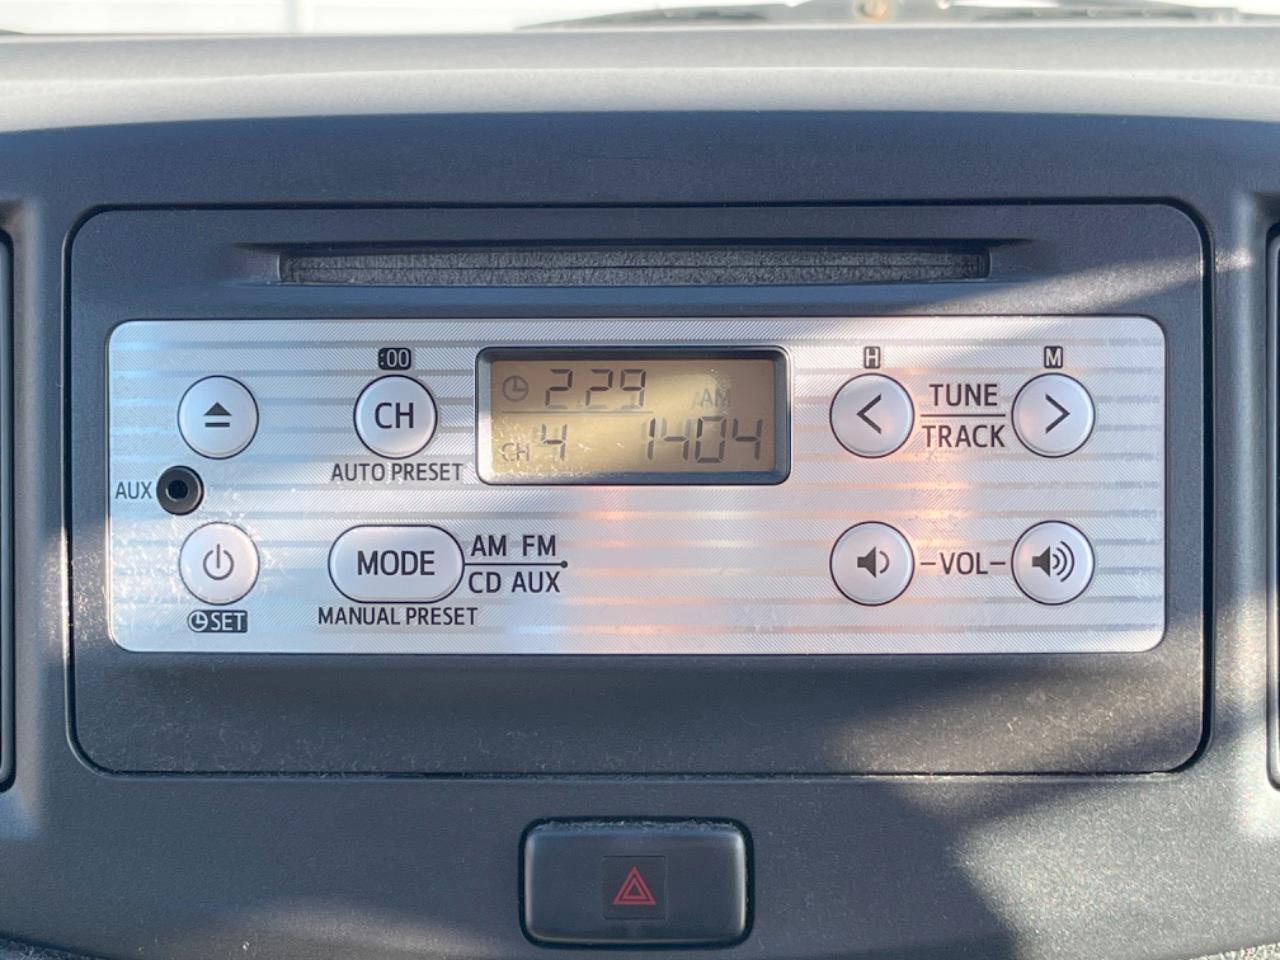 :00
H
M
CH
AUTO PRESET
2:29
AM
CH 4 1404
TUNE
TRACK
AUX
MODE
AM FM
CD AUX
MANUAL PRESET
SET
-VOL-